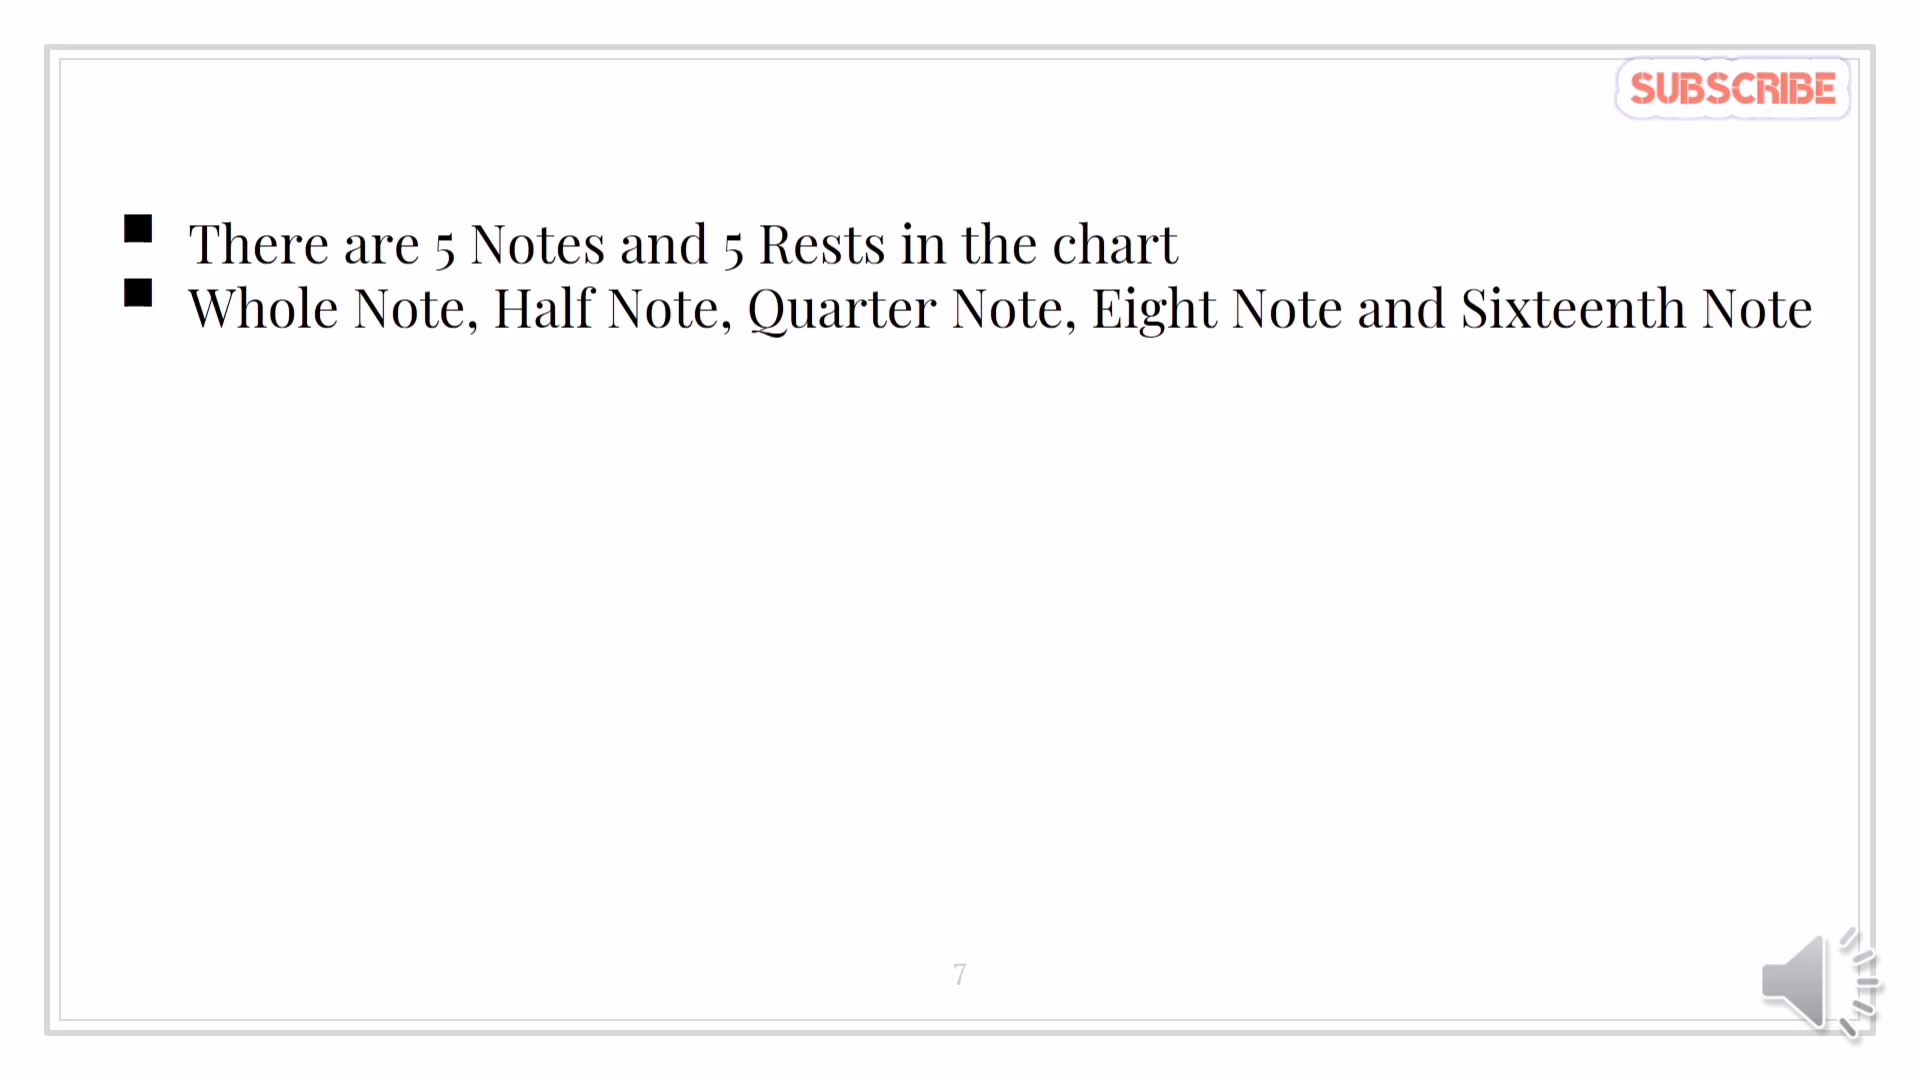 SUBSCRIBE
There are 5 Notes and 5 Rests in the chart
Whole Note, Half Note, Quarter Note, Eight Note and Sixteenth Note
7